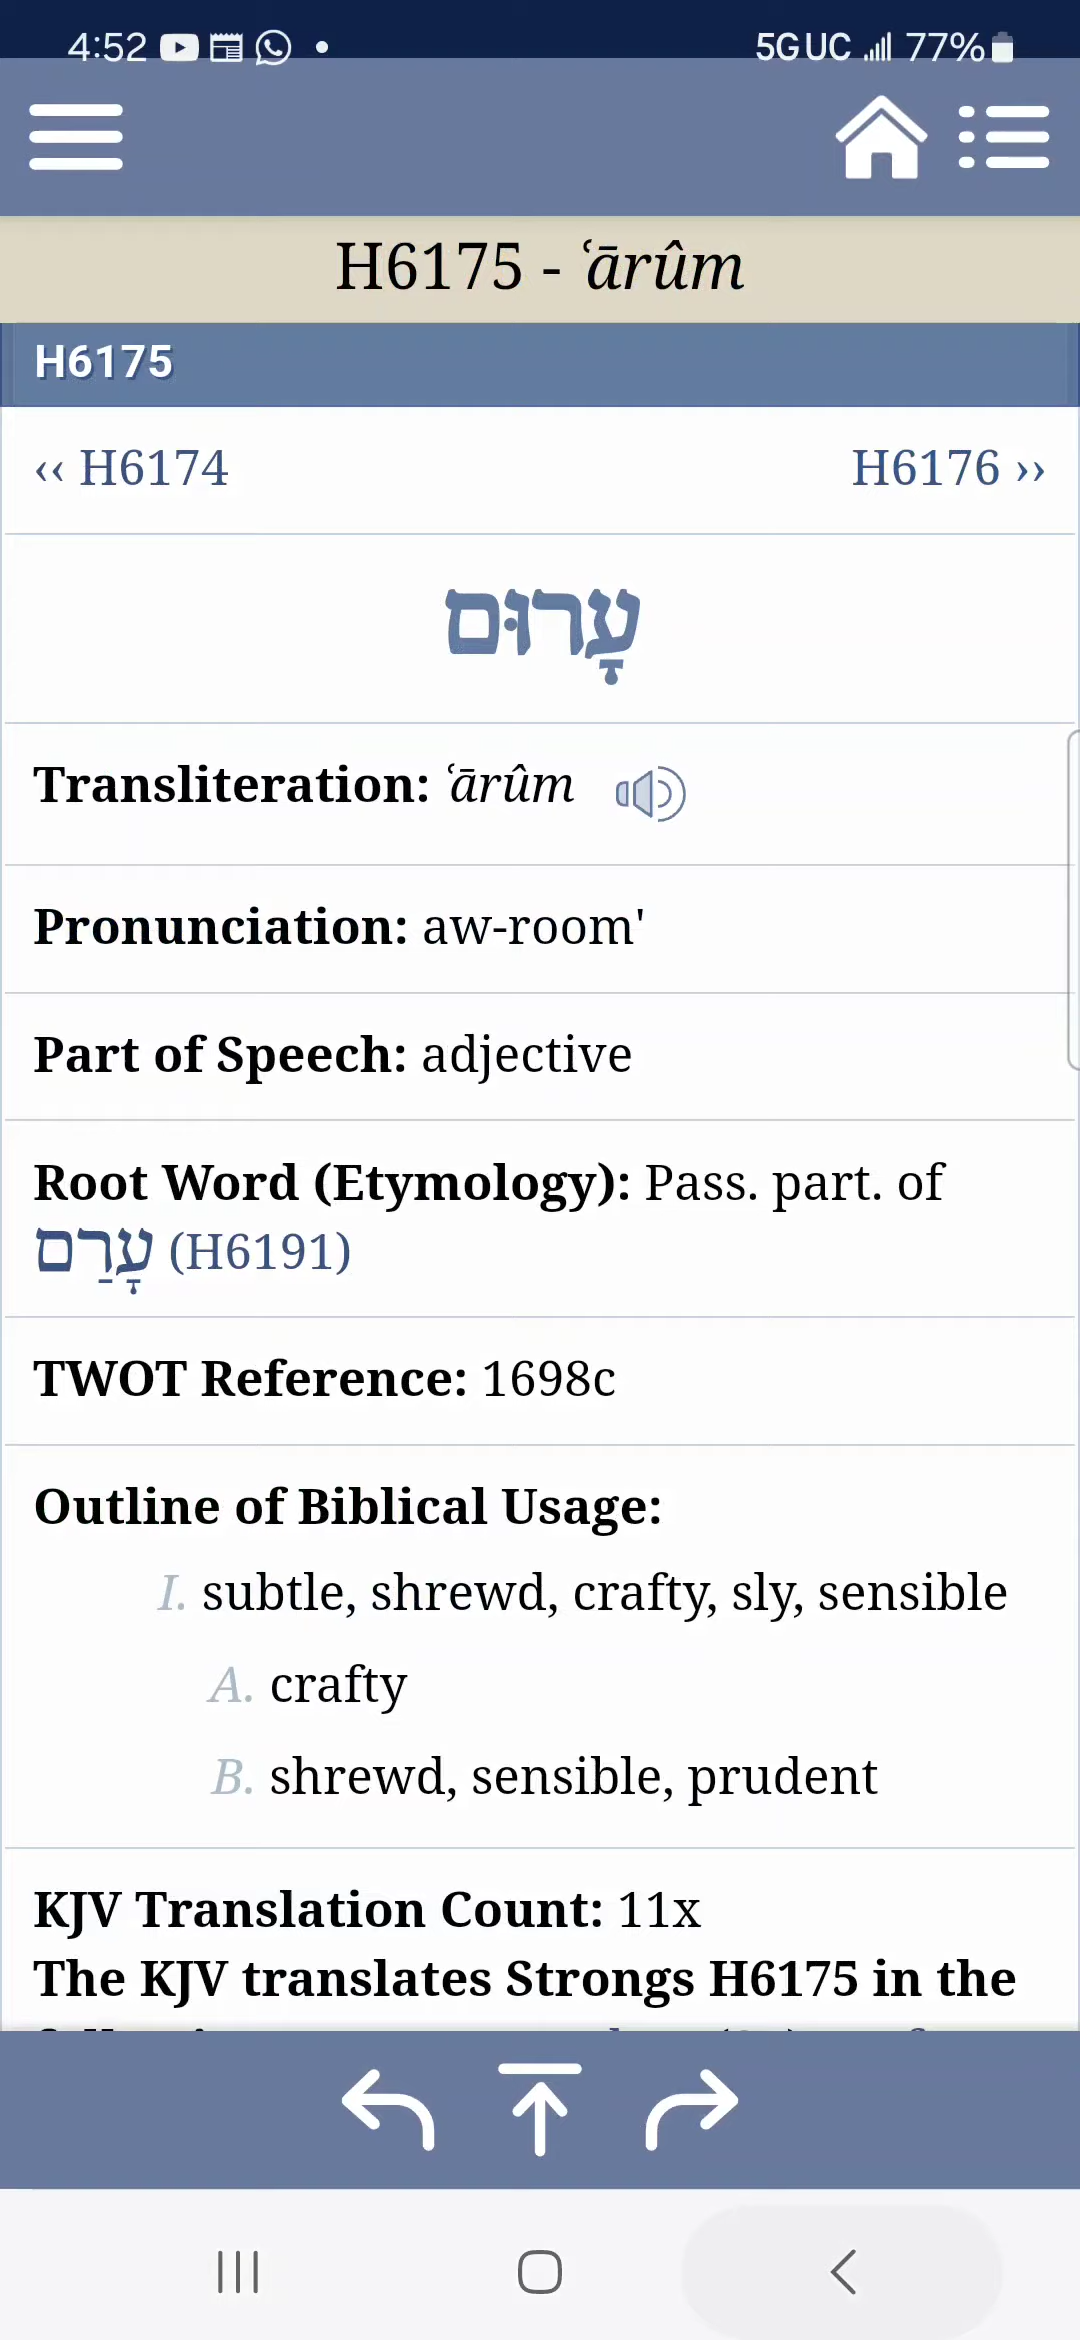 4:52 5G UC 77%
H6175 - ʿārûm
H6175
‹‹ H6174 H6176 ››
עָרוּם
Transliteration: ʿārûm
Pronunciation: aw-room'
Part of Speech: adjective
Root Word (Etymology): Pass. part. of
עָרַם (H6191)
TWOT Reference: 1698c
Outline of Biblical Usage:
I. subtle, shrewd, crafty, sly, sensible
A. crafty
B. shrewd, sensible, prudent
KJV Translation Count: 11x
The KJV translates Strongs H6175 in the